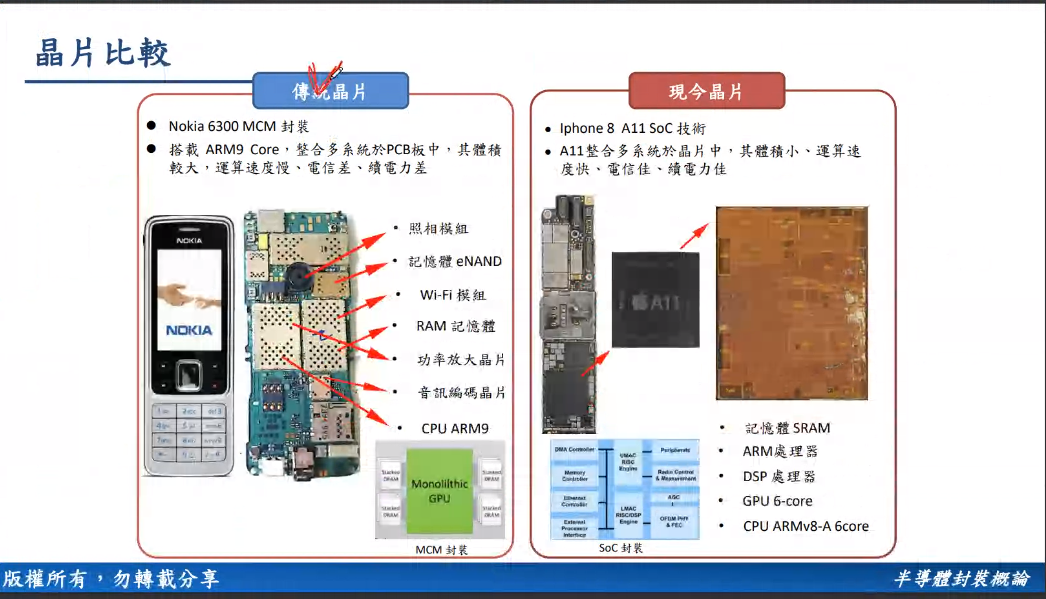 晶片比較
傳統晶片
Nokia 6300 MCM 封裝
搭載 ARM9 Core，整合多系統於PCB板中，其體積
較大，運算速度慢、電信差、續電力差
NOKIA
NOKIA
照相模組
記憶體 eNAND
Wi-Fi 模組
RAM 記憶體
功率放大晶片
音訊編碼晶片
CPU ARM9
Stacked DRAM
Stacked DRAM
Monolilthic
GPU
Stacked DRAM
Stacked DRAM
MCM 封裝
現今晶片
Iphone 8 A11 SoC 技術
A11整合多系統於晶片中，其體積小、運算速
度快、電信佳、續電力佳
A11
記憶體 SRAM
ARM處理器
DSP 處理器
GPU 6-core
CPU ARMv8-A 6core
DMA Controller
Memory
Controller
Ethernet
Controller
External
Processor
Interface
UMAC
RISC
Engine
LMAC
RISC/DSP
Engine
Peripherals
Radio Control
& Measurement
AGC
OFDM PHY
& FEC
SoC 封裝
版權所有，勿轉載分享
半導體封裝概論